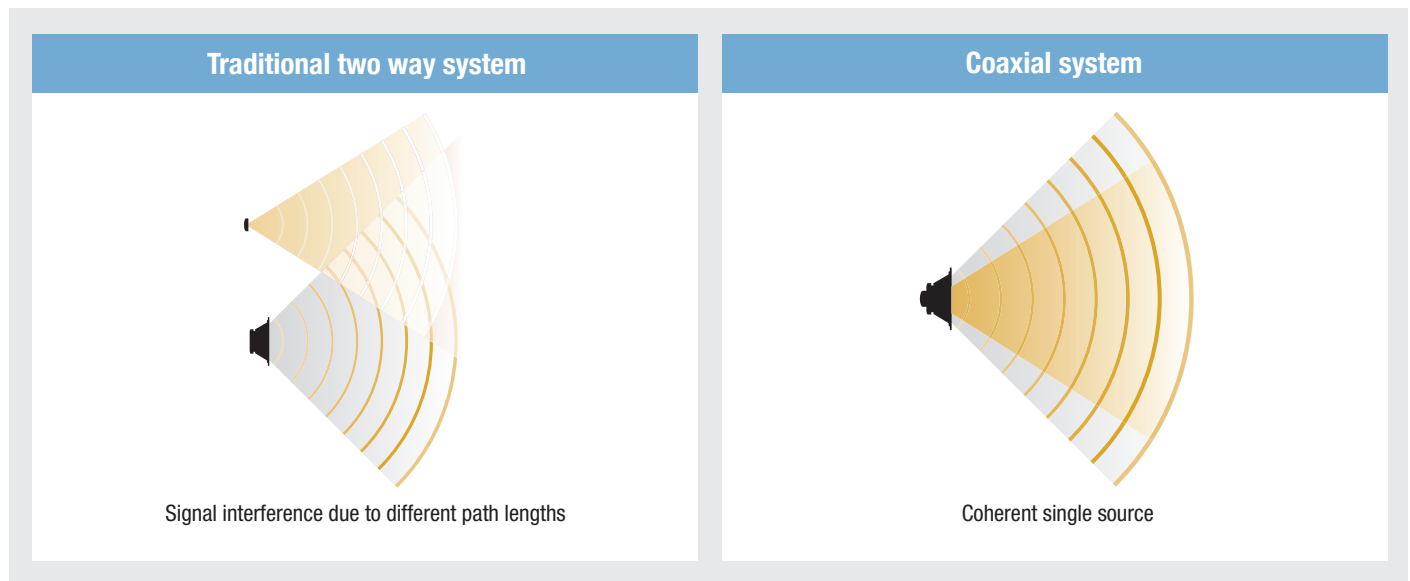 Traditional two way system
Coaxial system
Signal interference due to different path lengths
Coherent single source